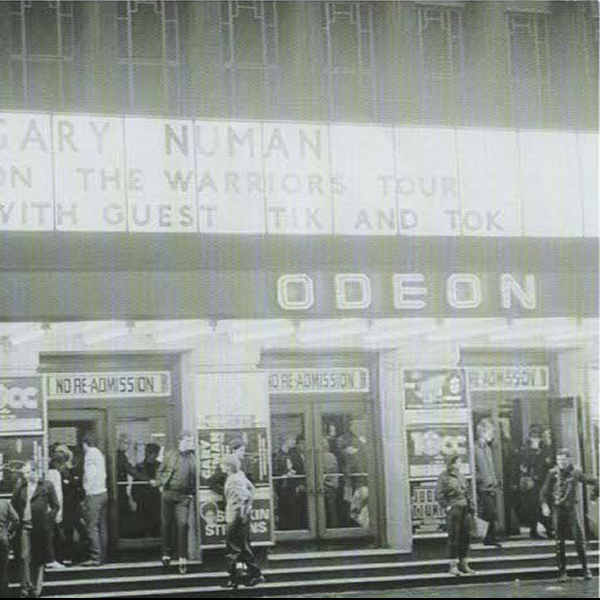 GARY NUMAN
ON THE WARRIORS TOUR
WITH GUEST TIK AND TOK
ODEON
NO RE-ADMISSION
NO RE-ADMISSION
RE-ADMISSION
10CC
GARY
NUMAN
10CC